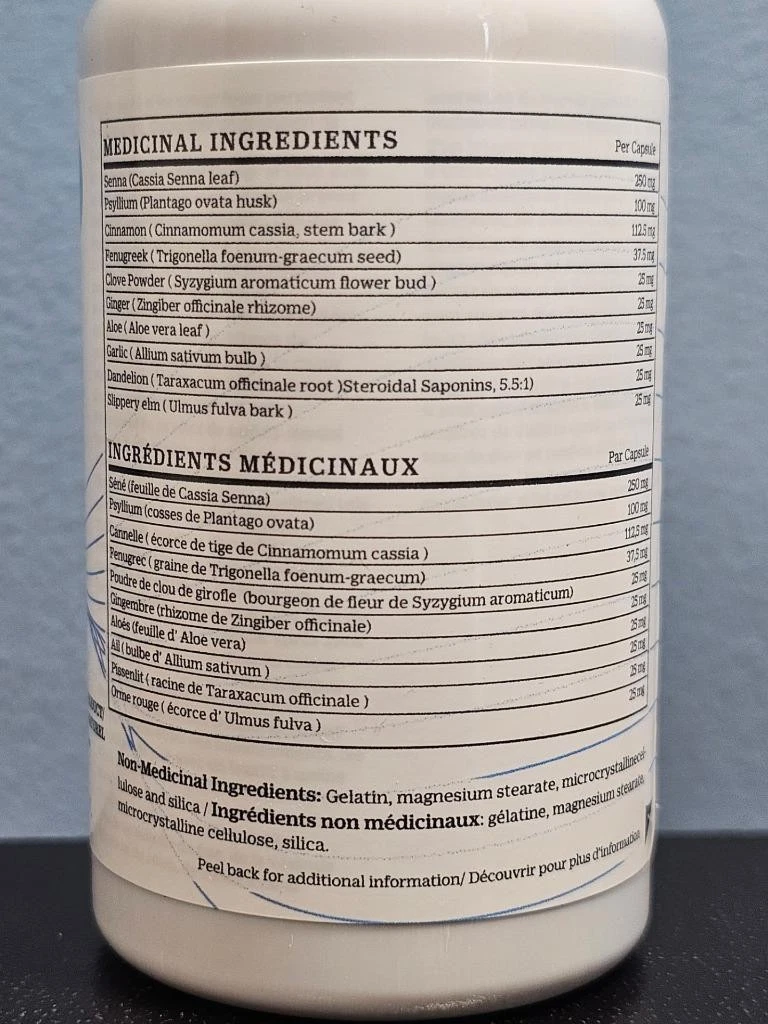 MEDICINAL INGREDIENTS Per Capsule
Senna (Cassia Senna leaf) 250 mg
Psyllium (Plantago ovata husk) 100 mg
Cinnamon ( Cinnamomum cassia, stem bark ) 112.5 mg
Fenugreek ( Trigonella foenum-graecum seed) 37.5 mg
Clove Powder ( Syzygium aromaticum flower bud ) 25 mg
Ginger ( Zingiber officinale rhizome) 25 mg
Aloe ( Aloe vera leaf ) 25 mg
Garlic ( Allium sativum bulb ) 25 mg
Dandelion ( Taraxacum officinale root )Steroidal Saponins, 5.5:1) 25 mg
Slippery elm ( Ulmus fulva bark ) 25 mg
INGRÉDIENTS MÉDICINAUX Par Capsule
Séné (feuille de Cassia Senna) 250 mg
Psyllium (cosses de Plantago ovata) 100 mg
Cannelle ( écorce de tige de Cinnamomum cassia ) 112,5 mg
Fenugrec ( graine de Trigonella foenum-graecum) 37,5 mg
Poudre de clou de girofle (bourgeon de fleur de Syzygium aromaticum) 25 mg
Gingembre (rhizome de Zingiber officinale) 25 mg
Aloés (feuille d' Aloe vera) 25 mg
Ail ( bulbe d' Allium sativum ) 25 mg
Pissenlit ( racine de Taraxacum officinale ) 25 mg
Orme rouge ( écorce d' Ulmus fulva ) 25 mg
Non-Medicinal Ingredients: Gelatin, magnesium stearate, microcrystallinecel-
lulose and silica / Ingrédients non médicinaux: gélatine, magnesium stearate,
microcrystalline cellulose, silica.
Peel back for additional information/ Découvrir pour plus d'information